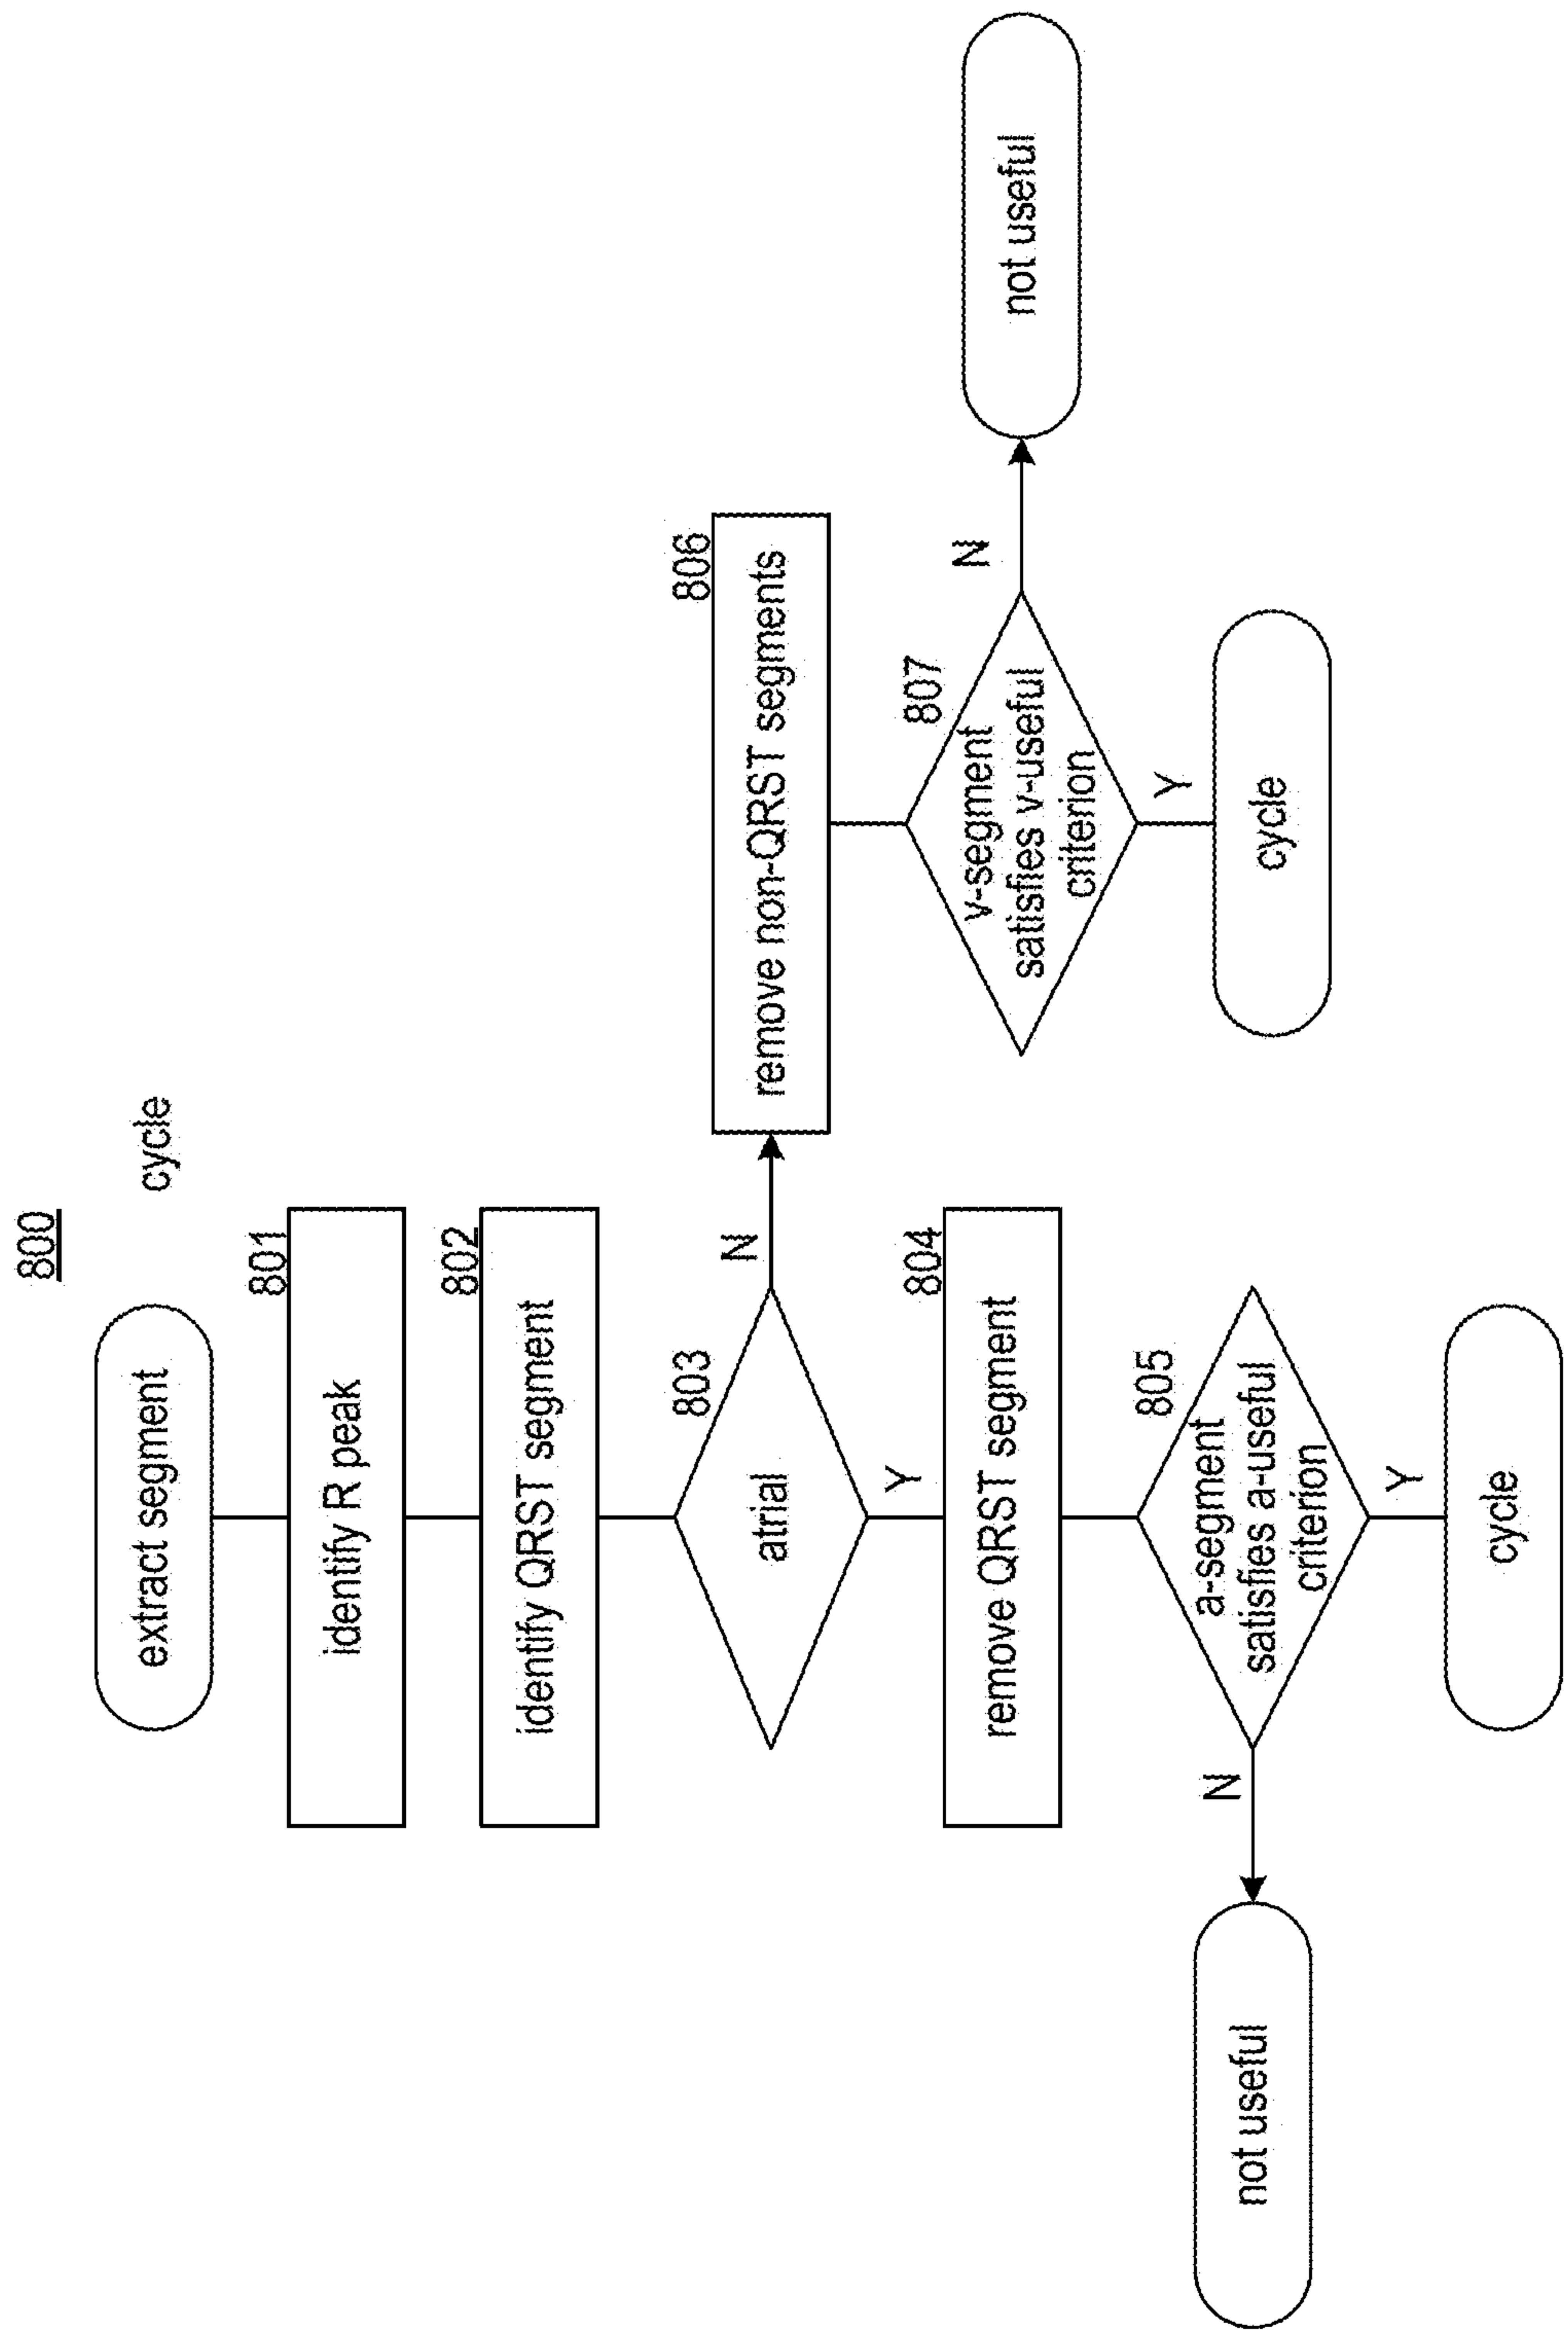 800
extract segment
cycle
801
identify R peak
802
identify QRST segment
803
atrial
N
Y
806
remove non-QRST segments
804
remove QRST segment
807
v-segment
satisfies v-useful
criterion
N
not useful
Y
cycle
805
a-segment
satisfies a-useful
criterion
N
not useful
Y
cycle